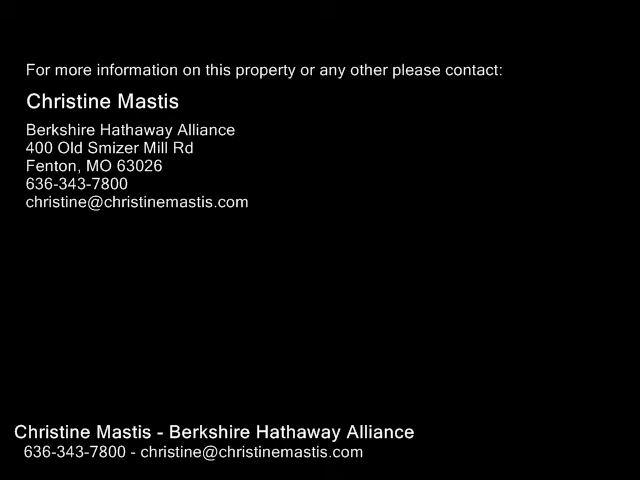 For more information on this property or any other please contact:
Christine Mastis
Berkshire Hathaway Alliance
400 Old Smizer Mill Rd
Fenton, MO 63026
636-343-7800
christine@christinemastis.com
Christine Mastis - Berkshire Hathaway Alliance
636-343-7800 - christine@christinemastis.com